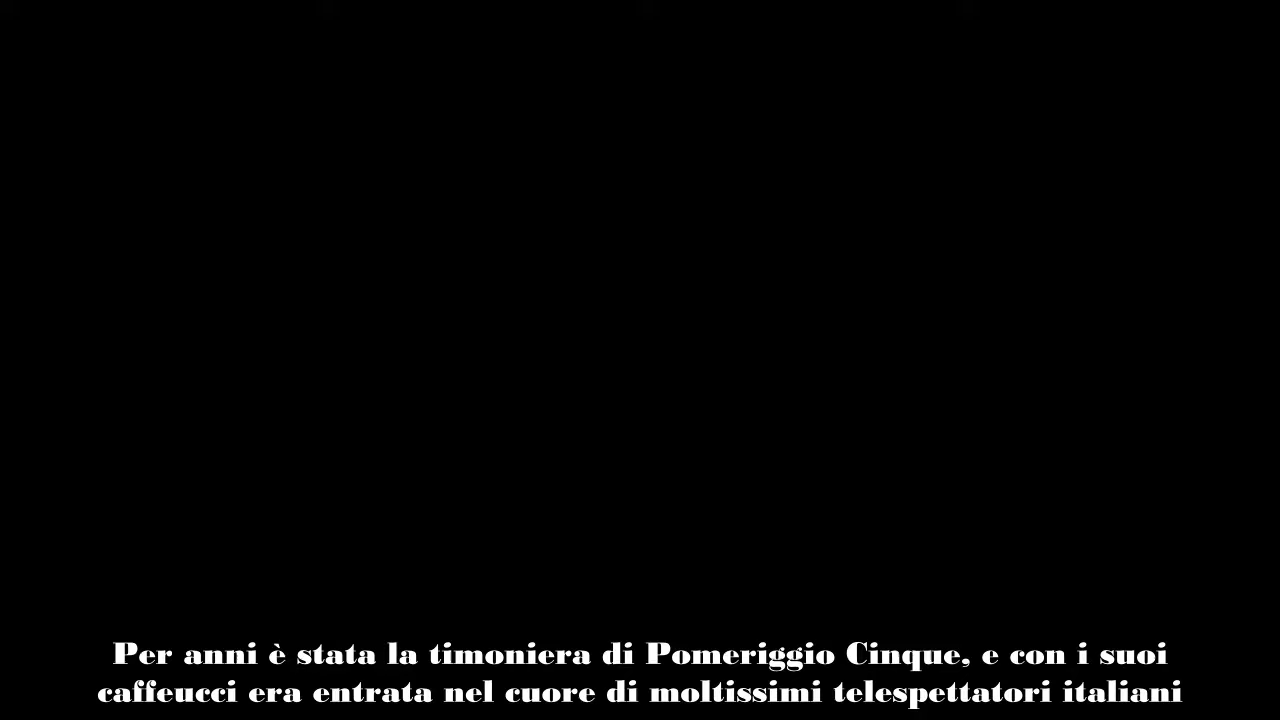 Per anni è stata la timoniera di Pomeriggio Cinque, e con i suoi
caffeucci era entrata nel cuore di moltissimi telespettatori italiani